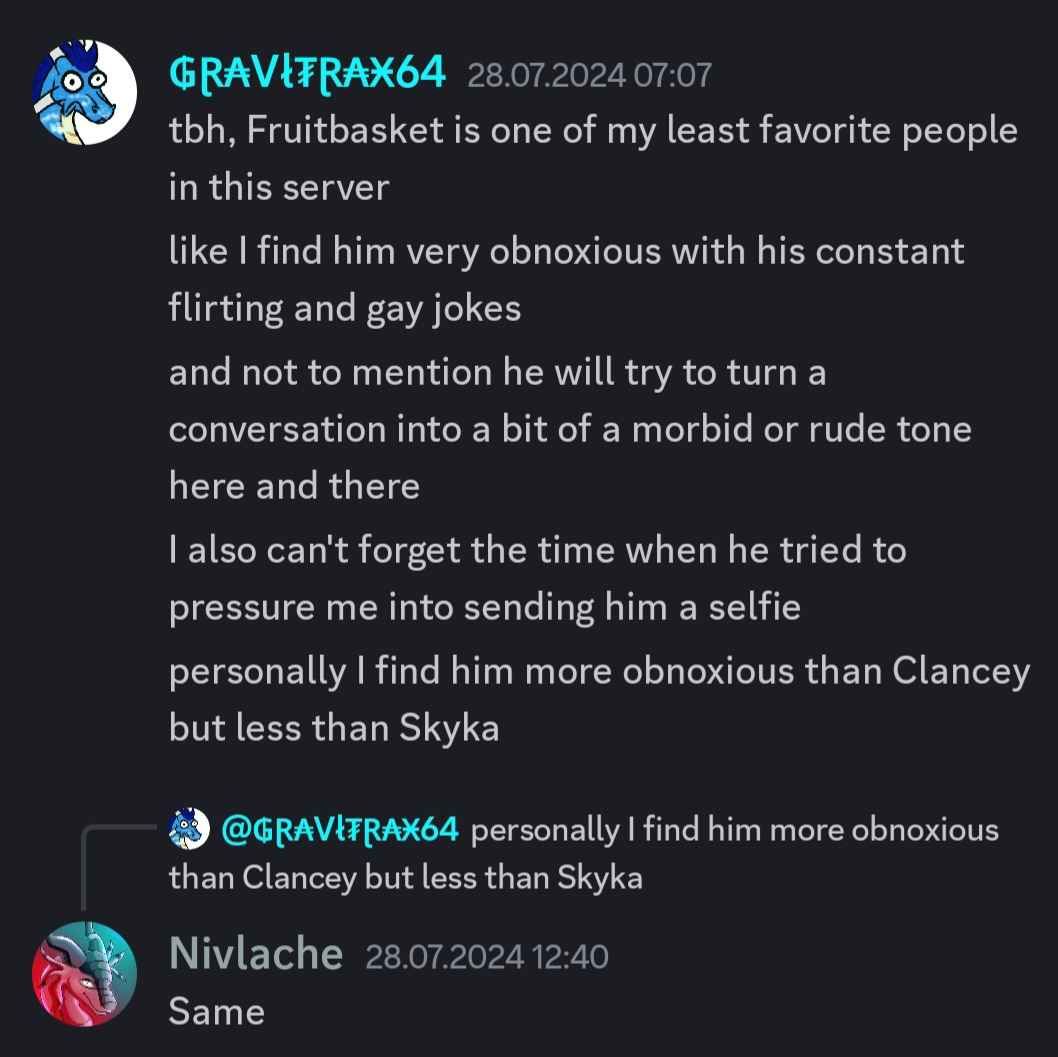 ₲ⱤAVł₮ⱤAӾ64 28.07.2024 07:07
tbh, Fruitbasket is one of my least favorite people
in this server
like I find him very obnoxious with his constant
flirting and gay jokes
and not to mention he will try to turn a
conversation into a bit of a morbid or rude tone
here and there
I also can't forget the time when he tried to
pressure me into sending him a selfie
personally I find him more obnoxious than Clancey
but less than Skyka
@₲ⱤAVł₮ⱤAӾ64 personally I find him more obnoxious
than Clancey but less than Skyka
Nivlache 28.07.2024 12:40
Same